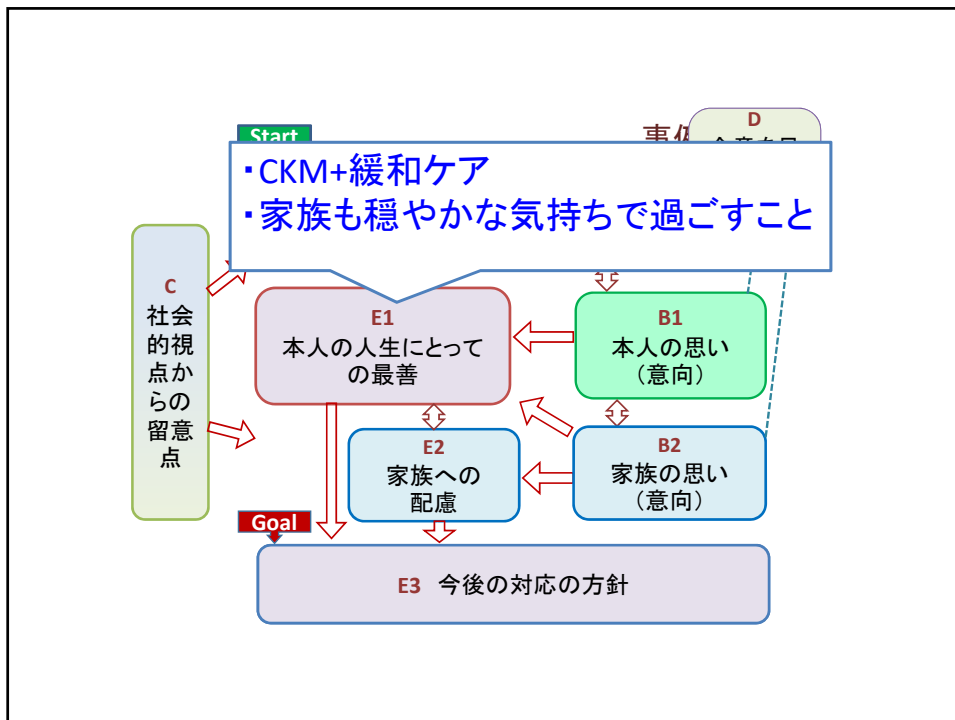 Start
事例
D
・CKM+緩和ケア
・家族も穏やかな気持ちで過ごすこと
C
社会
的視
点か
らの
留意
点
E1
本人の人生にとって
の最善
B1
本人の思い
（意向）
E2
家族への
配慮
B2
家族の思い
（意向）
Goal
E3 今後の対応の方針